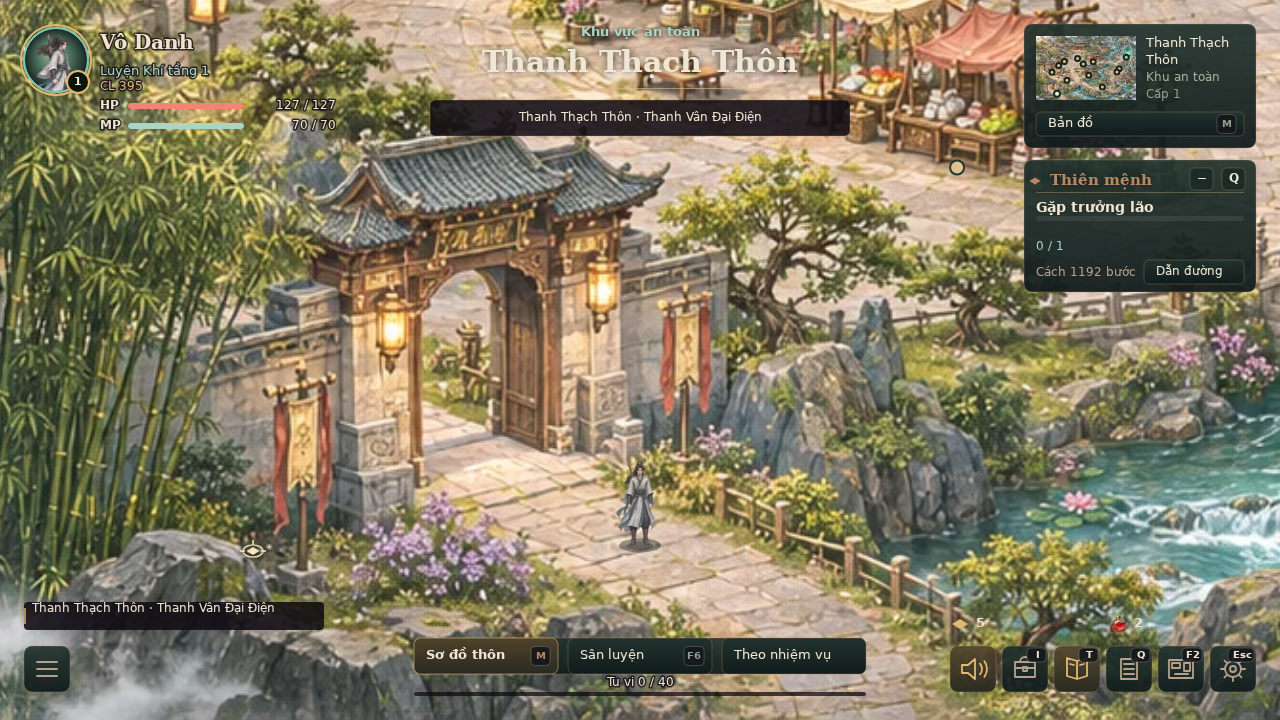 Vô Danh
Luyện Khí tầng 1
CL 395
1
HP 127 / 127
MP 70 / 70
Khu vực an toàn
Thanh Thạch Thôn
Thanh Thạch Thôn · Thanh Vân Đại Điện
Thanh Thạch Thôn
Khu an toàn
Cấp 1
Bản đồ M
Thiên mệnh − Q
Gặp trưởng lão
0 / 1
Cách 1192 bước Dẫn đường
Thanh Thạch Thôn · Thanh Vân Đại Điện
5
2
Sơ đồ thôn M
Sân luyện F6
Theo nhiệm vụ
Tu vi 0 / 40
I
T
Q
F2
Esc